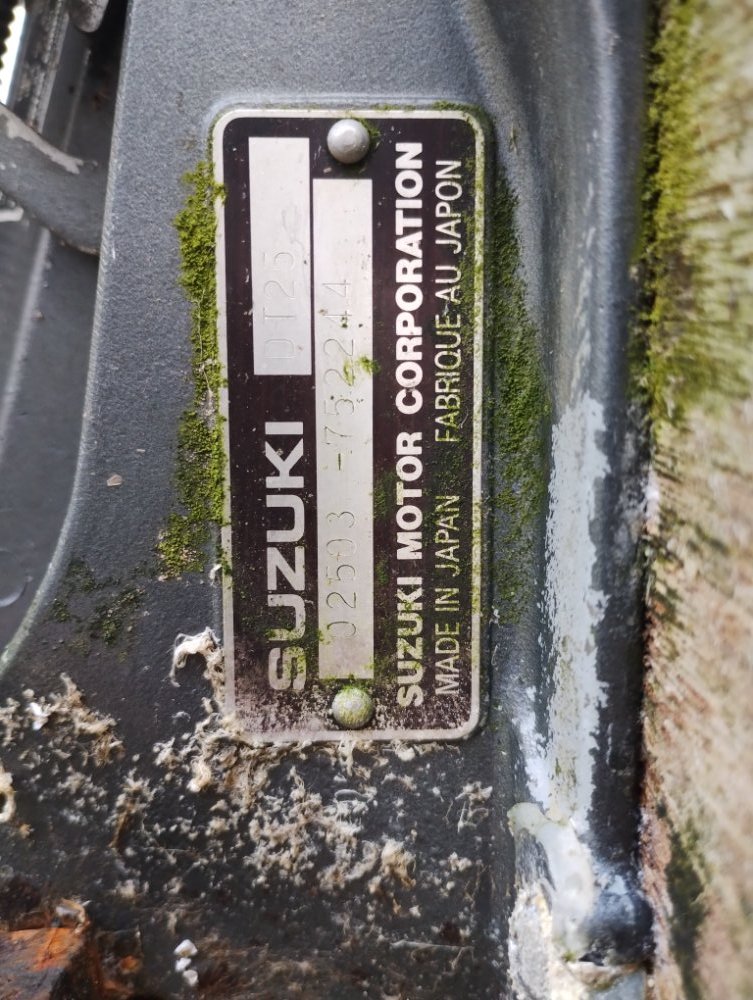 SUZUKI DT25
02503-752244
SUZUKI MOTOR CORPORATION
MADE IN JAPAN FABRIQUE AU JAPON